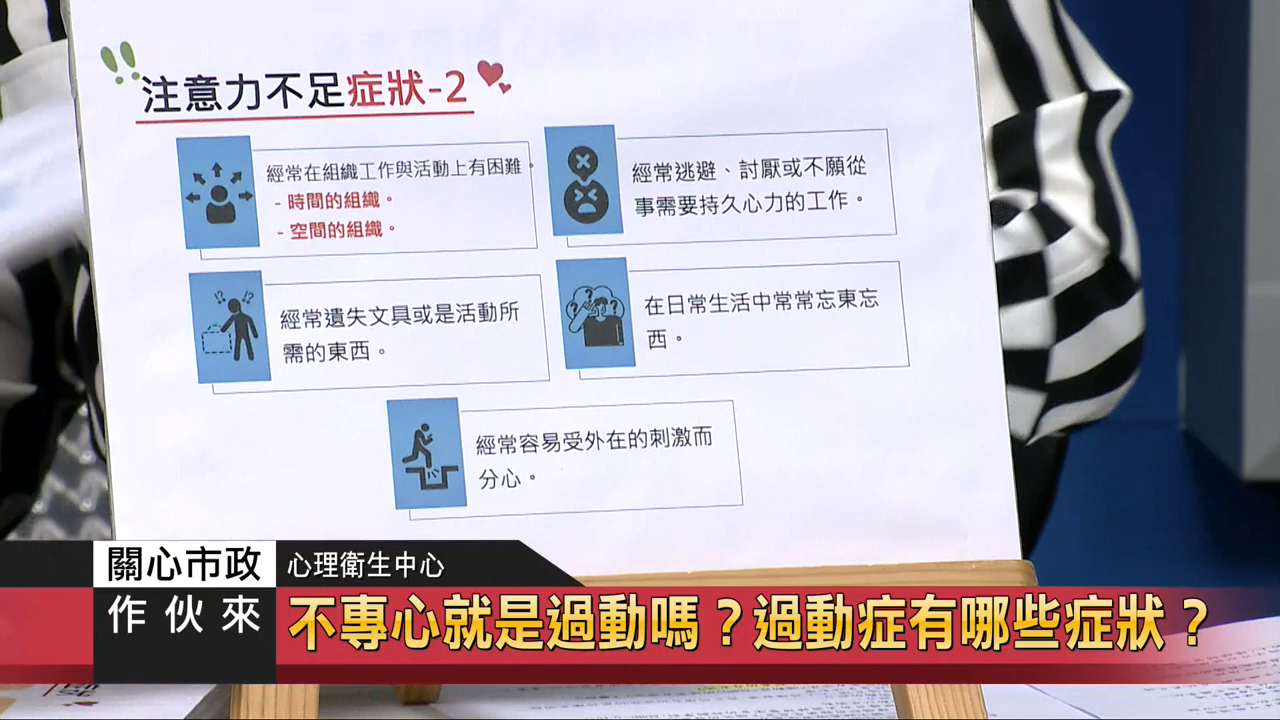 注意力不足症狀-2
經常在組織工作與活動上有困難。
- 時間的組織。
- 空間的組織。
經常逃避、討厭或不願從
事需要持久心力的工作。
經常遺失文具或是活動所
需的東西。
在日常生活中常常忘東忘
西。
經常容易受外在的刺激而
分心。
關心市政
作伙來
心理衛生中心
不專心就是過動嗎？過動症有哪些症狀？